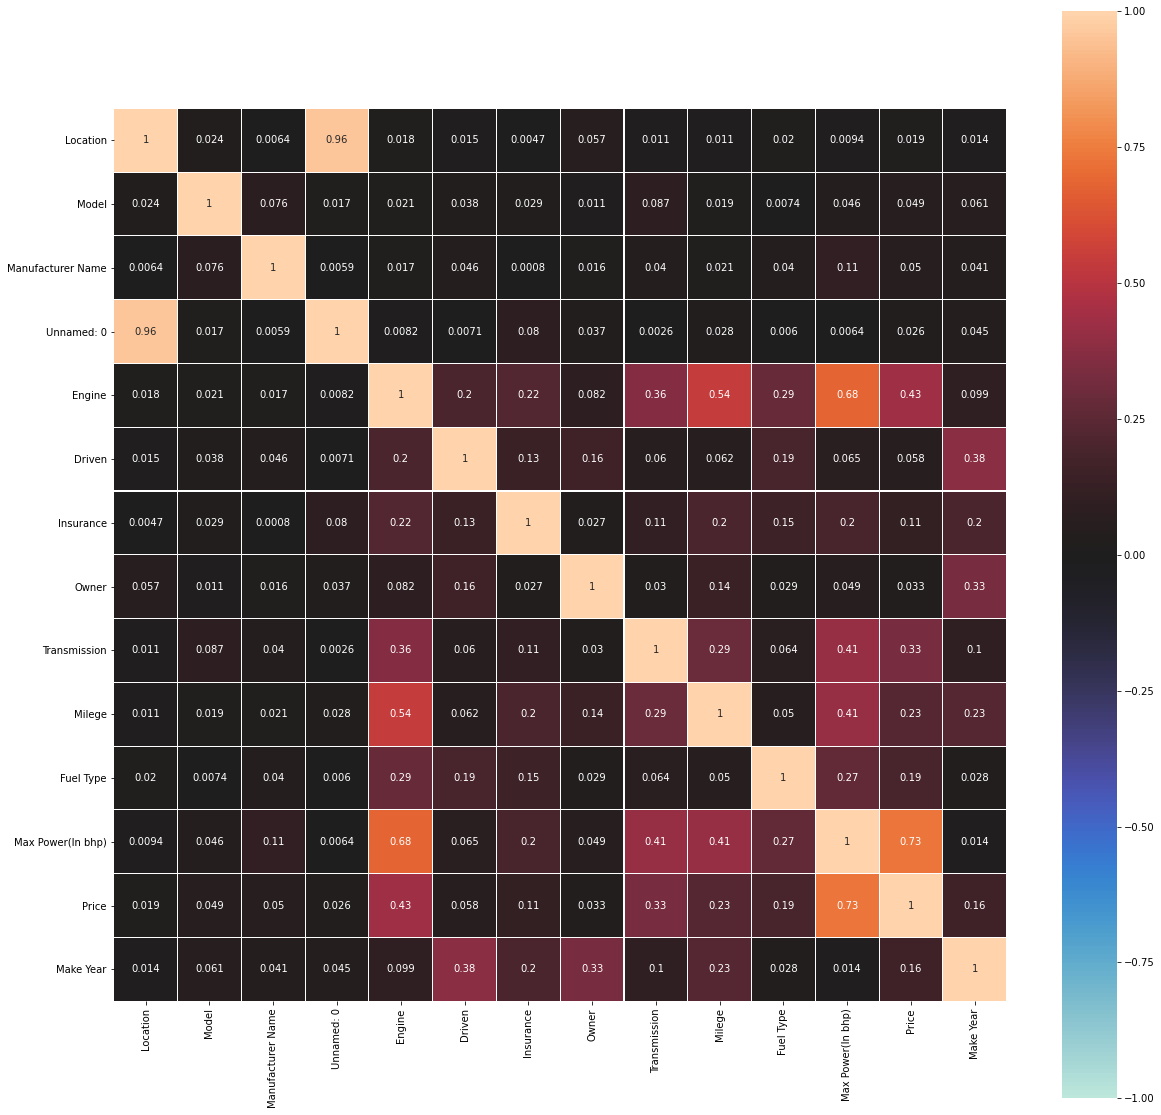 Location 1 0.024 0.0064 0.96 0.018 0.015 0.0047 0.057 0.011 0.011 0.02 0.0094 0.019 0.014
Model 0.024 1 0.076 0.017 0.021 0.038 0.029 0.011 0.087 0.019 0.0074 0.046 0.049 0.061
Manufacturer Name 0.0064 0.076 1 0.0059 0.017 0.046 0.0008 0.016 0.04 0.021 0.04 0.11 0.05 0.041
Unnamed: 0 0.96 0.017 0.0059 1 0.0082 0.0071 0.08 0.037 0.0026 0.028 0.006 0.0064 0.026 0.045
Engine 0.018 0.021 0.017 0.0082 1 0.2 0.22 0.082 0.36 0.54 0.29 0.68 0.43 0.099
Driven 0.015 0.038 0.046 0.0071 0.2 1 0.13 0.16 0.06 0.062 0.19 0.065 0.058 0.38
Insurance 0.0047 0.029 0.0008 0.08 0.22 0.13 1 0.027 0.11 0.2 0.15 0.2 0.11 0.2
Owner 0.057 0.011 0.016 0.037 0.082 0.16 0.027 1 0.03 0.14 0.029 0.049 0.033 0.33
Transmission 0.011 0.087 0.04 0.0026 0.36 0.06 0.11 0.03 1 0.29 0.064 0.41 0.33 0.1
Milege 0.011 0.019 0.021 0.028 0.54 0.062 0.2 0.14 0.29 1 0.05 0.41 0.23 0.23
Fuel Type 0.02 0.0074 0.04 0.006 0.29 0.19 0.15 0.029 0.064 0.05 1 0.27 0.19 0.028
Max Power(In bhp) 0.0094 0.046 0.11 0.0064 0.68 0.065 0.2 0.049 0.41 0.41 0.27 1 0.73 0.014
Price 0.019 0.049 0.05 0.026 0.43 0.058 0.11 0.033 0.33 0.23 0.19 0.73 1 0.16
Make Year 0.014 0.061 0.041 0.045 0.099 0.38 0.2 0.33 0.1 0.23 0.028 0.014 0.16 1
Location
Model
Manufacturer Name
Unnamed: 0
Engine
Driven
Insurance
Owner
Transmission
Milege
Fuel Type
Max Power(In bhp)
Price
Make Year
1.00
0.75
0.50
0.25
0.00
−0.25
−0.50
−0.75
−1.00